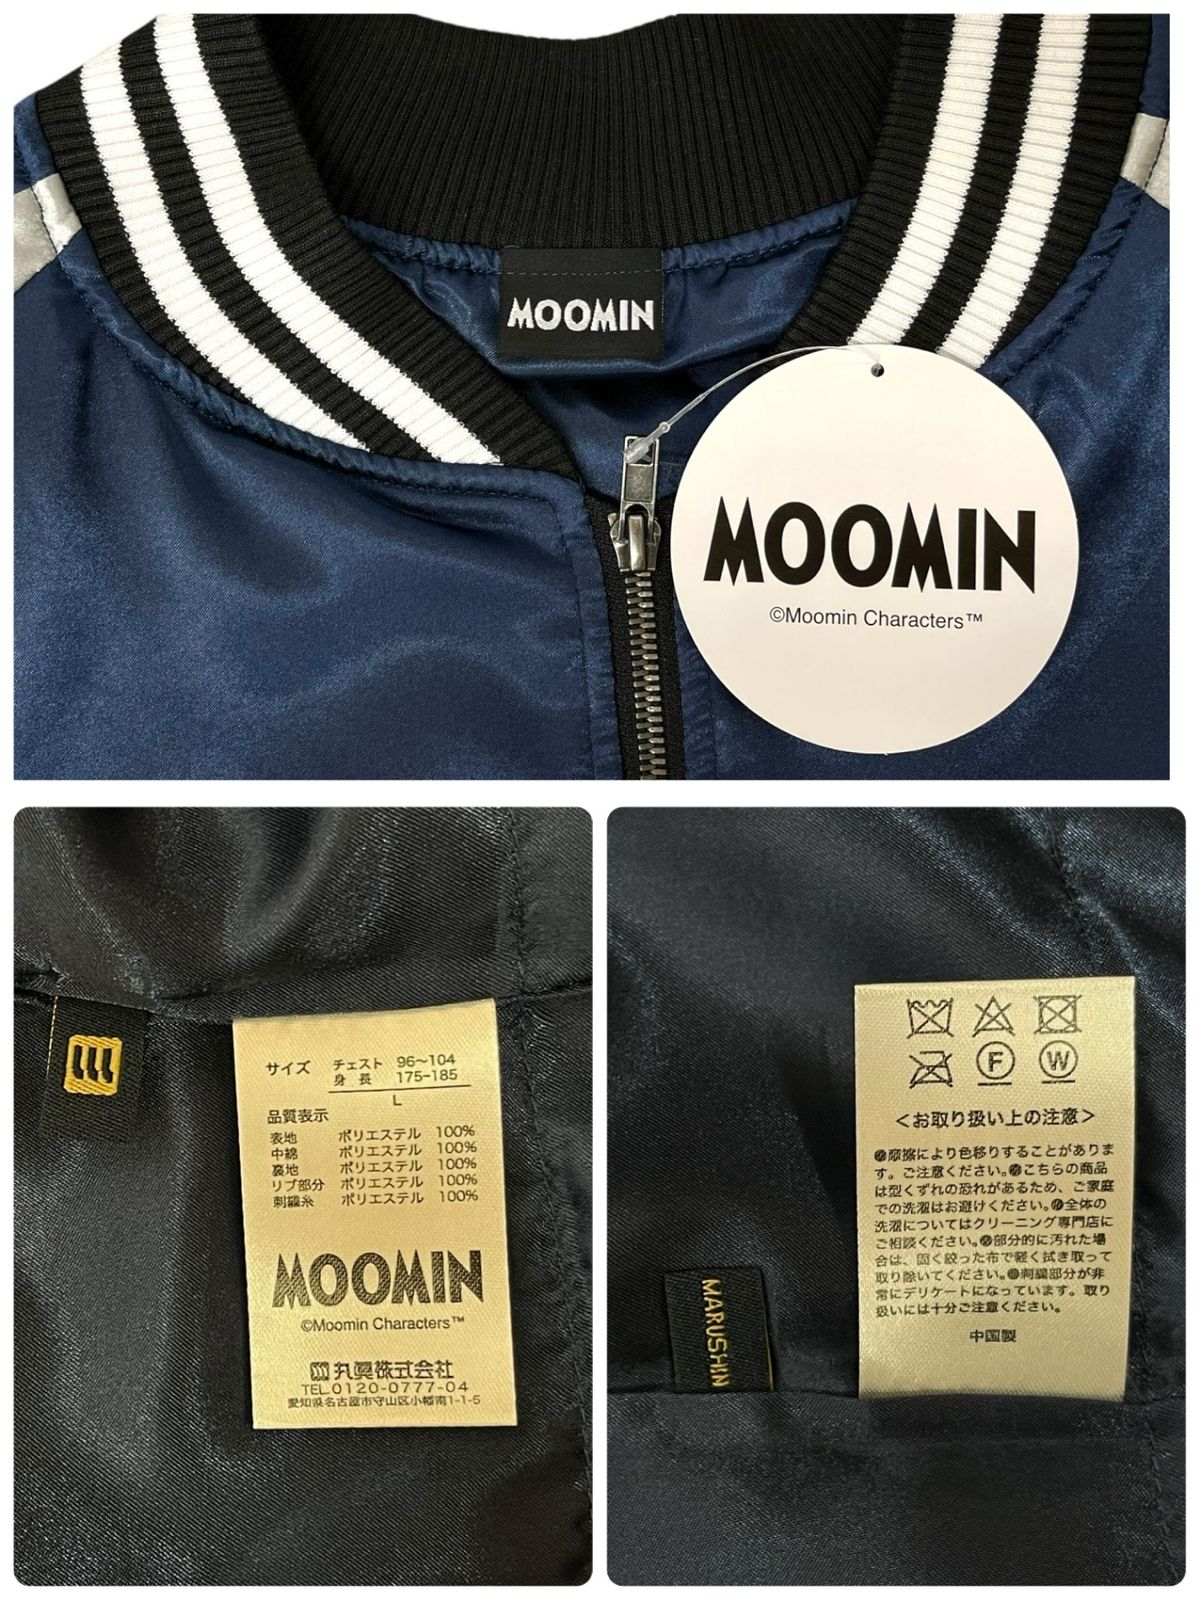 MOOMIN
MOOMIN
©Moomin Characters™
サイズ チェスト 96～104
身長 175-185
L
品質表示
表地 ポリエステル 100%
中綿 ポリエステル 100%
裏地 ポリエステル 100%
リブ部分 ポリエステル 100%
刺繍糸 ポリエステル 100%
MOOMIN
©Moomin Characters™
丸眞株式会社
TEL.0120-0777-04
愛知県名古屋市守山区小幡南1-1-5
F W
＜お取り扱い上の注意＞
摩擦により色移りすることがありま
す。ご注意ください。こちらの商品
は型くずれの恐れがあるため、ご家庭
での洗濯はお避けください。全体の
洗濯についてはクリーニング専門店に
ご相談ください。部分的に汚れた場
合は、固く絞った布で軽く拭き取って
取り除いてください。刺繍部分が非
常にデリケートになっています。取り
扱いには十分ご注意ください。
中国製
MARUSHIN